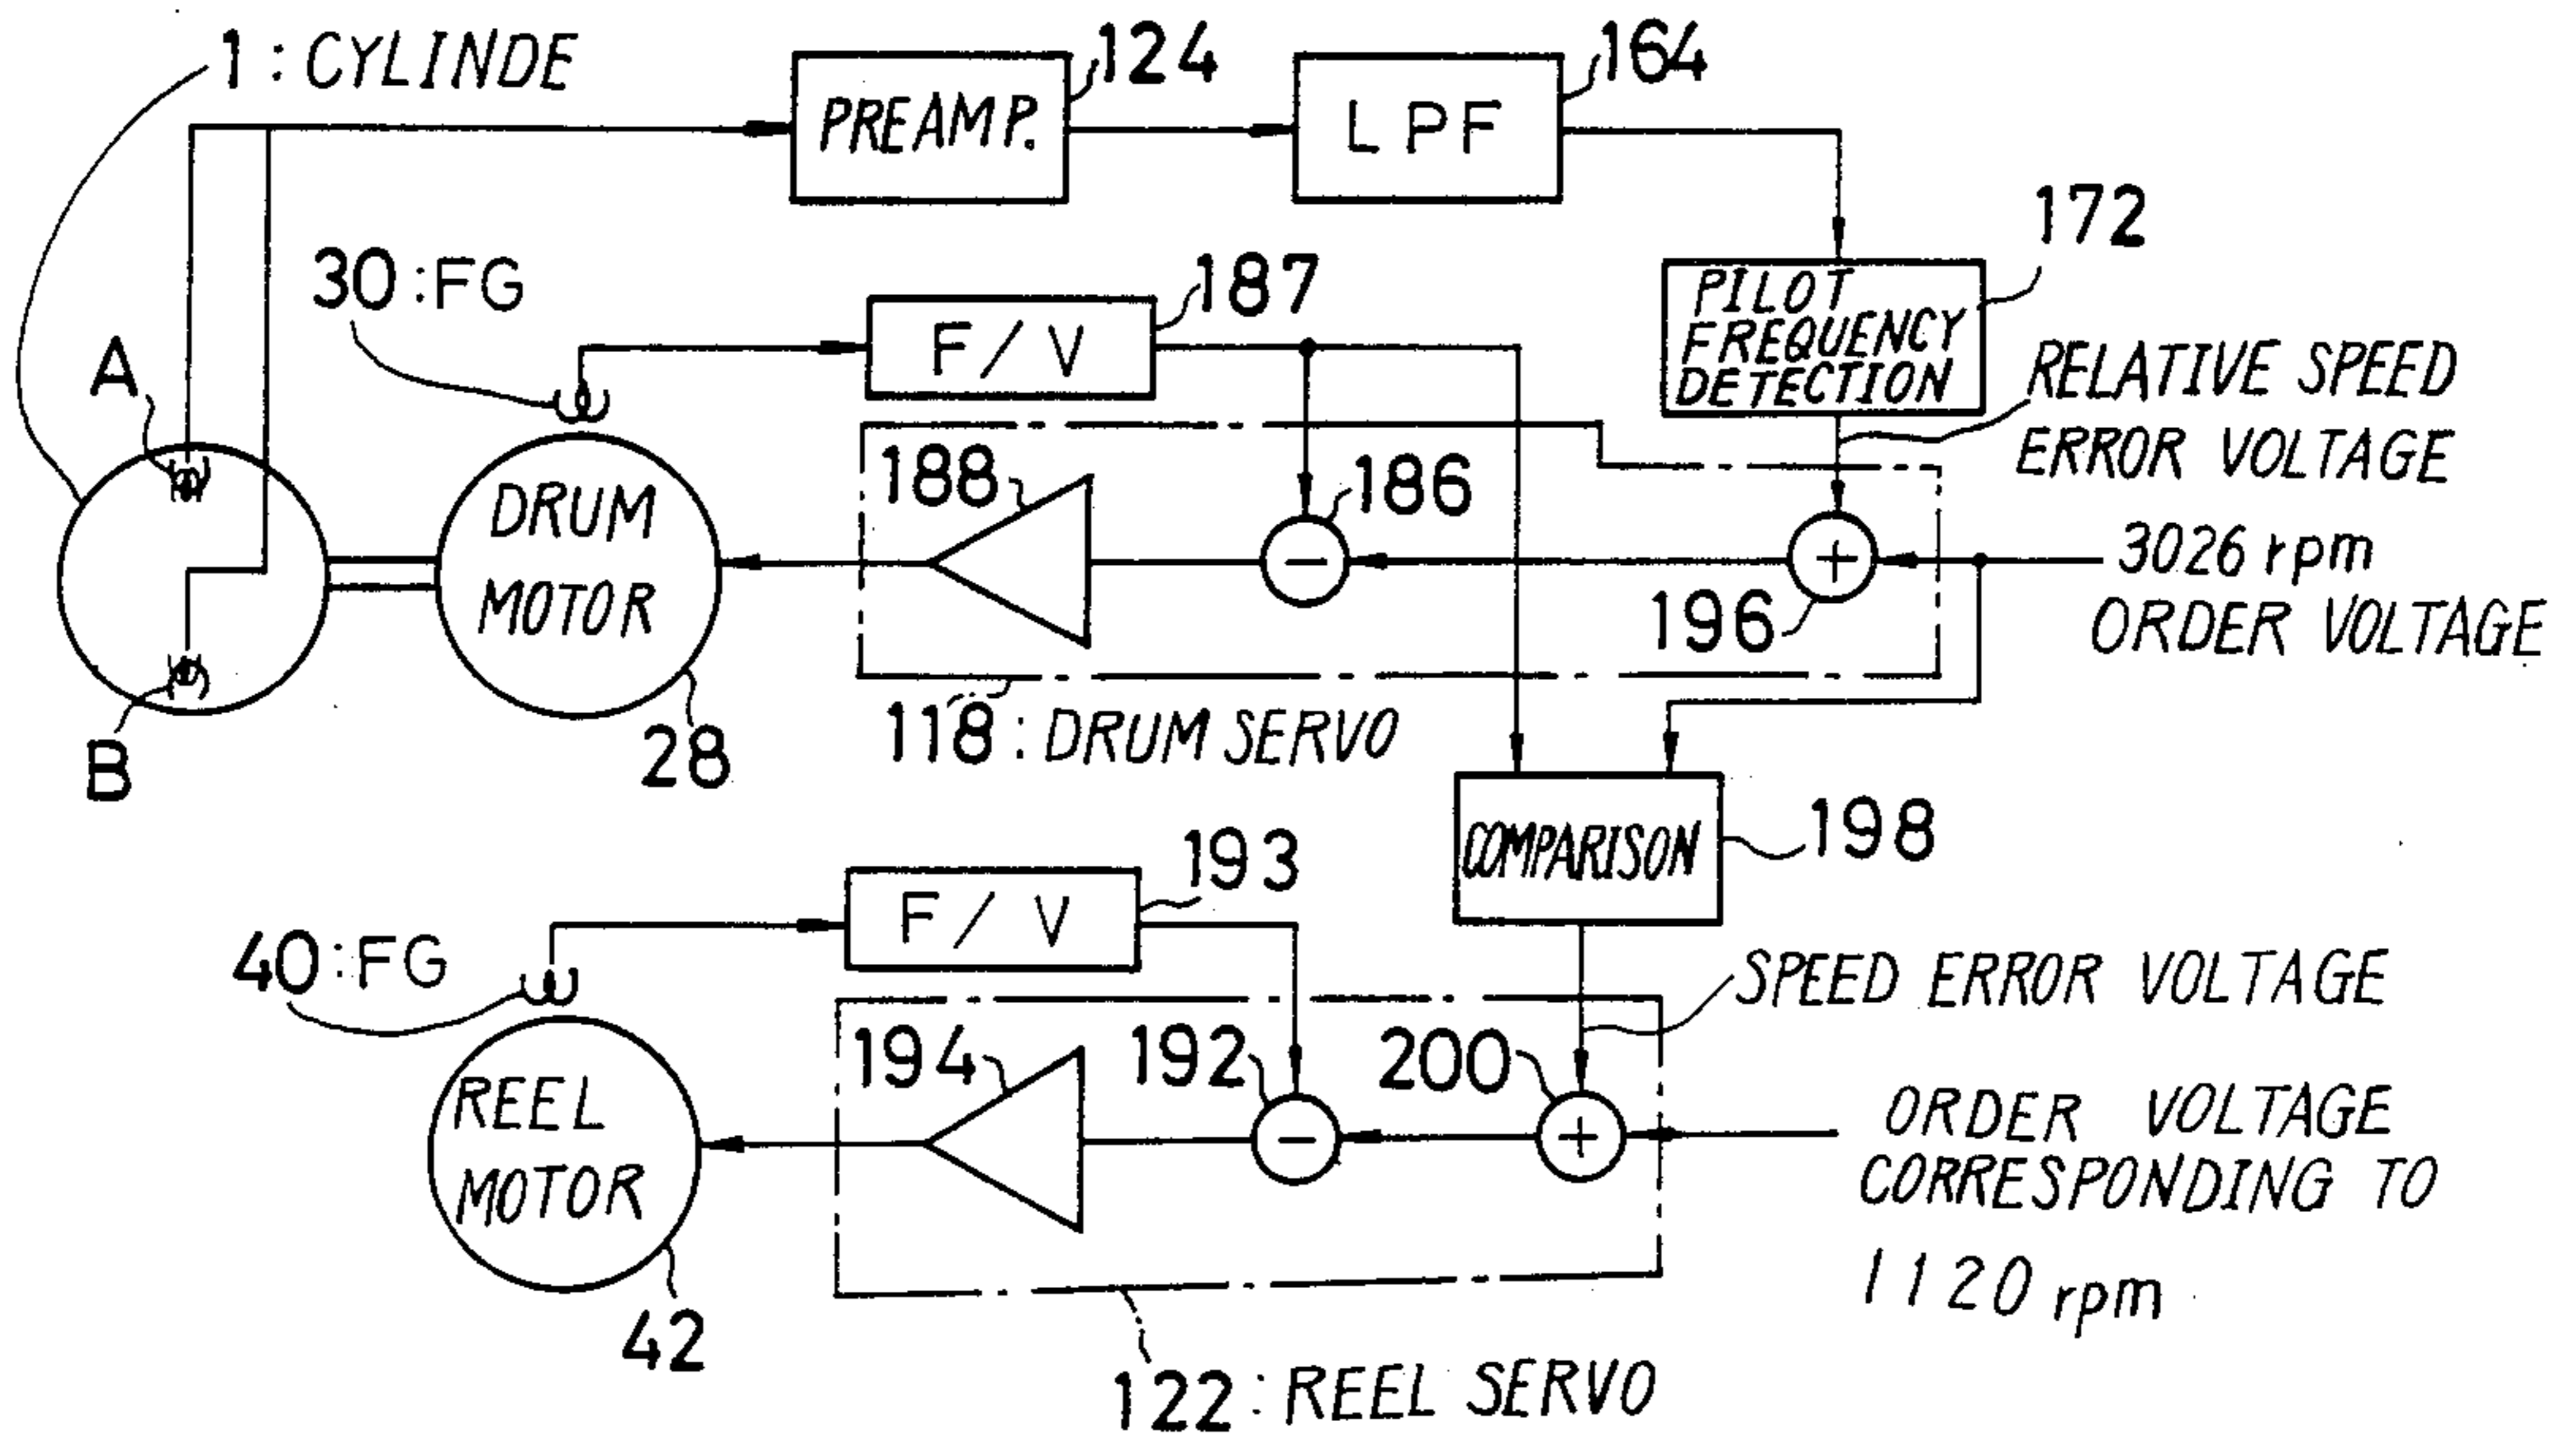 1 : CYLINDE
PREAMP.
124
LPF
164
30 : FG
F/V
187
PILOT
FREQUENCY
DETECTION
172
RELATIVE SPEED
ERROR VOLTAGE
A
B
DRUM
MOTOR
28
188
186
+
−
196
3026 rpm
ORDER VOLTAGE
118 : DRUM SERVO
COMPARISON
198
40 : FG
F/V
193
SPEED ERROR VOLTAGE
REEL
MOTOR
42
194
192
200
−
+
ORDER VOLTAGE
CORRESPONDING TO
1120 rpm
122 : REEL SERVO